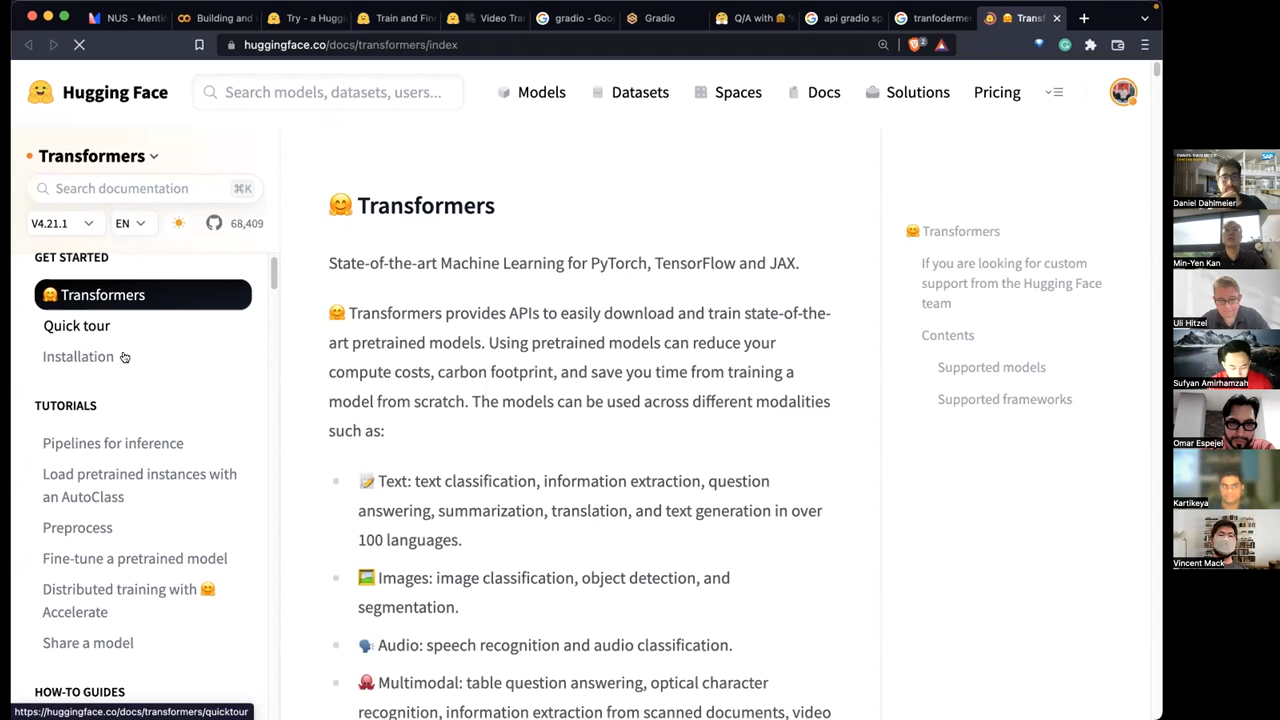 NUS - Menti
Building and
Try - a Huggi
Train and Fin
Video Tra
gradio - Goo
Gradio
Q/A with
api gradio sp
tranfodermer
Transf
huggingface.co/docs/transformers/index
2
Hugging Face
Search models, datasets, users...
Models
Datasets
Spaces
Docs
Solutions
Pricing
Transformers
Search documentation
⌘K
V4.21.1
EN
68,409
GET STARTED
🤗 Transformers
Quick tour
Installation
TUTORIALS
Pipelines for inference
Load pretrained instances with
an AutoClass
Preprocess
Fine-tune a pretrained model
Distributed training with 🤗
Accelerate
Share a model
HOW-TO GUIDES
https://huggingface.co/docs/transformers/quicktour
🤗 Transformers
State-of-the-art Machine Learning for PyTorch, TensorFlow and JAX.
🤗 Transformers provides APIs to easily download and train state-of-the-
art pretrained models. Using pretrained models can reduce your
compute costs, carbon footprint, and save you time from training a
model from scratch. The models can be used across different modalities
such as:
📝 Text: text classification, information extraction, question
answering, summarization, translation, and text generation in over
100 languages.
🖼️ Images: image classification, object detection, and
segmentation.
🗣️ Audio: speech recognition and audio classification.
🐙 Multimodal: table question answering, optical character
recognition, information extraction from scanned documents, video
🤗 Transformers
If you are looking for custom
support from the Hugging Face
team
Contents
Supported models
Supported frameworks
DANIEL DAHLMEIER
SAP
Daniel Dahlmeier
Min-Yen Kan
Uli Hitzel
Sufyan Amirhamzah
Omar Espejel
Kartikeya
Vincent Mack